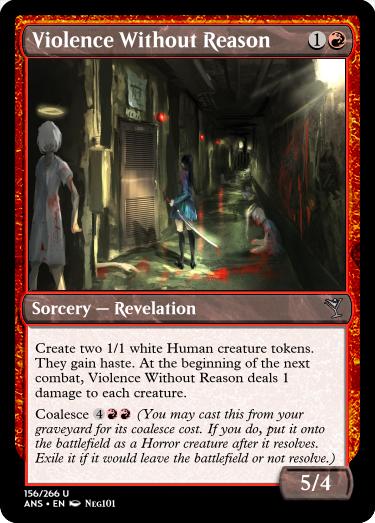 Violence Without Reason 1
Sorcery — Revelation
Create two 1/1 white Human creature tokens.
They gain haste. At the beginning of the next
combat, Violence Without Reason deals 1
damage to each creature.
Coalesce 4 (You may cast this from your
graveyard for its coalesce cost. If you do, put it onto
the battlefield as a Horror creature after it resolves.
Exile it if it would leave the battlefield or not resolve.)
5/4
156/266 U
ANS • EN NEG101